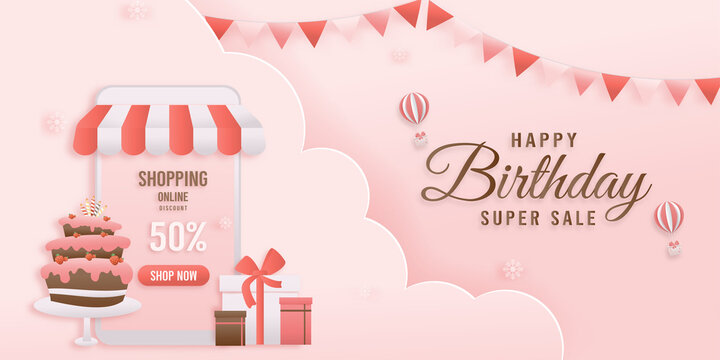 SHOPPING
ONLINE
DISCOUNT
50%
SHOP NOW
HAPPY
Birthday
SUPER SALE